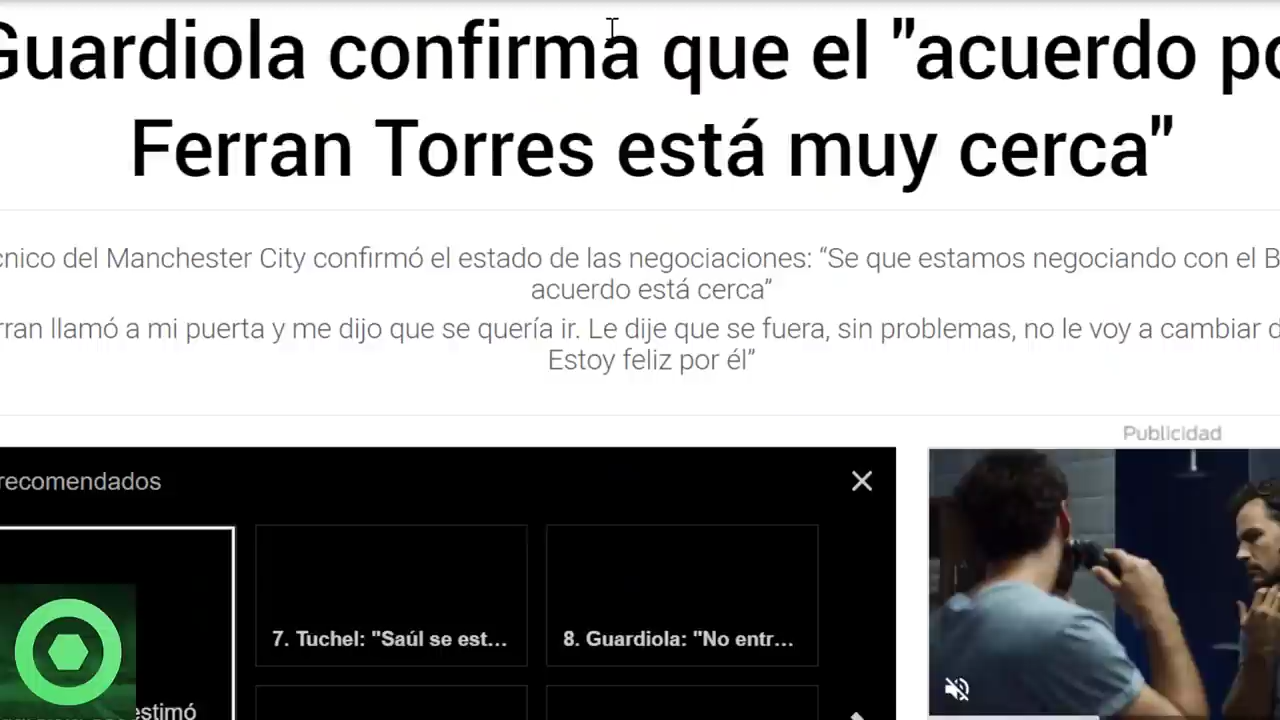 Guardiola confirma que el "acuerdo po
Ferran Torres está muy cerca"
cnico del Manchester City confirmó el estado de las negociaciones: “Se que estamos negociando con el B
acuerdo está cerca”
rran llamó a mi puerta y me dijo que se quería ir. Le dije que se fuera, sin problemas, no le voy a cambiar d
Estoy feliz por él”
Publicidad
recomendados
7. Tuchel: "Saúl se est...
8. Guardiola: "No entr...
estimó